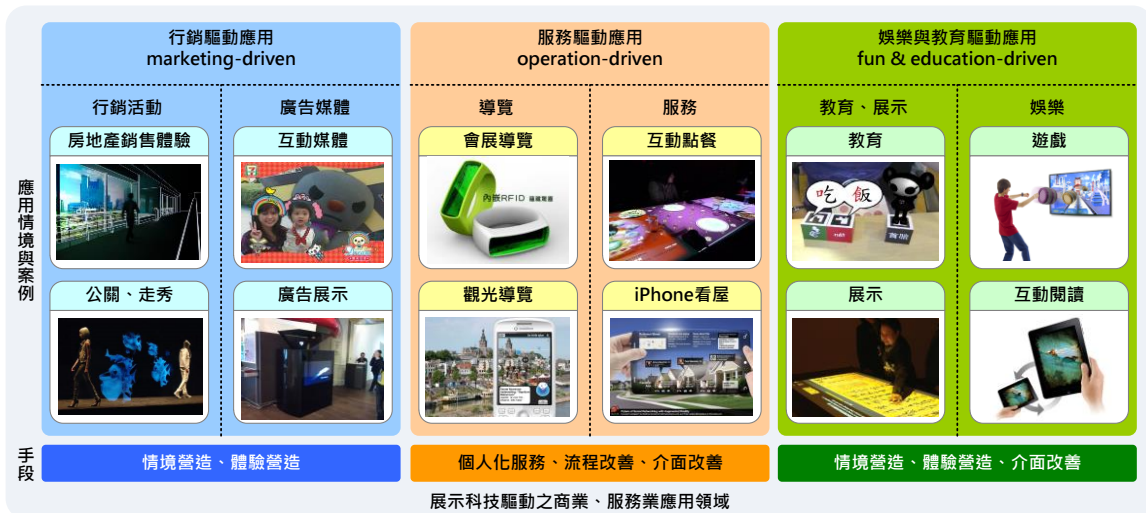 行銷驅動應用
marketing-driven
服務驅動應用
operation-driven
娛樂與教育驅動應用
fun & education-driven
行銷活動
廣告媒體
導覽
服務
教育、展示
娛樂
應用情境與案例
房地產銷售體驗
互動媒體
會展導覽
互動點餐
教育
遊戲
內嵌RFID
吃
飯
公關、走秀
廣告展示
觀光導覽
iPhone看屋
展示
互動閱讀
手段
情境營造、體驗營造
個人化服務、流程改善、介面改善
情境營造、體驗營造、介面改善
展示科技驅動之商業、服務業應用領域